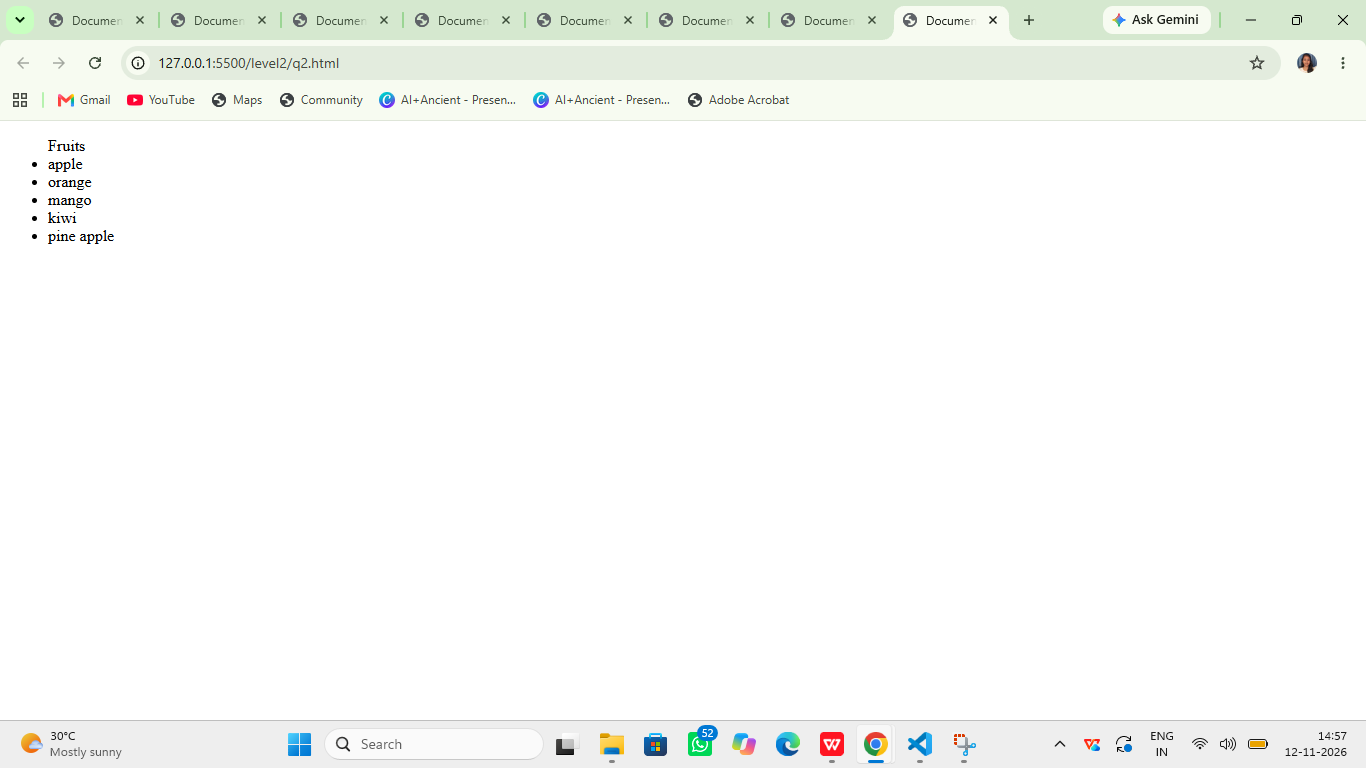 Documen Documen Documen Documen Documen Documen Documen Documen Ask Gemini
127.0.0.1:5500/level2/q2.html
Gmail YouTube Maps Community AI+Ancient - Presen... AI+Ancient - Presen... Adobe Acrobat
Fruits
apple
orange
mango
kiwi
pine apple
30°C
Mostly sunny
Search
52
ENG
IN
14:57
12-11-2026